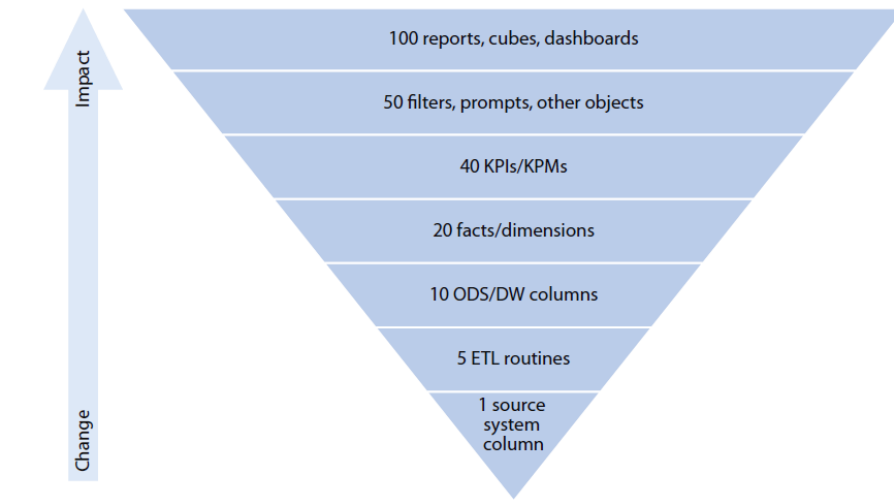 Impact
100 reports, cubes, dashboards
50 filters, prompts, other objects
40 KPIs/KPMs
20 facts/dimensions
10 ODS/DW columns
5 ETL routines
1 source
system
column
Change